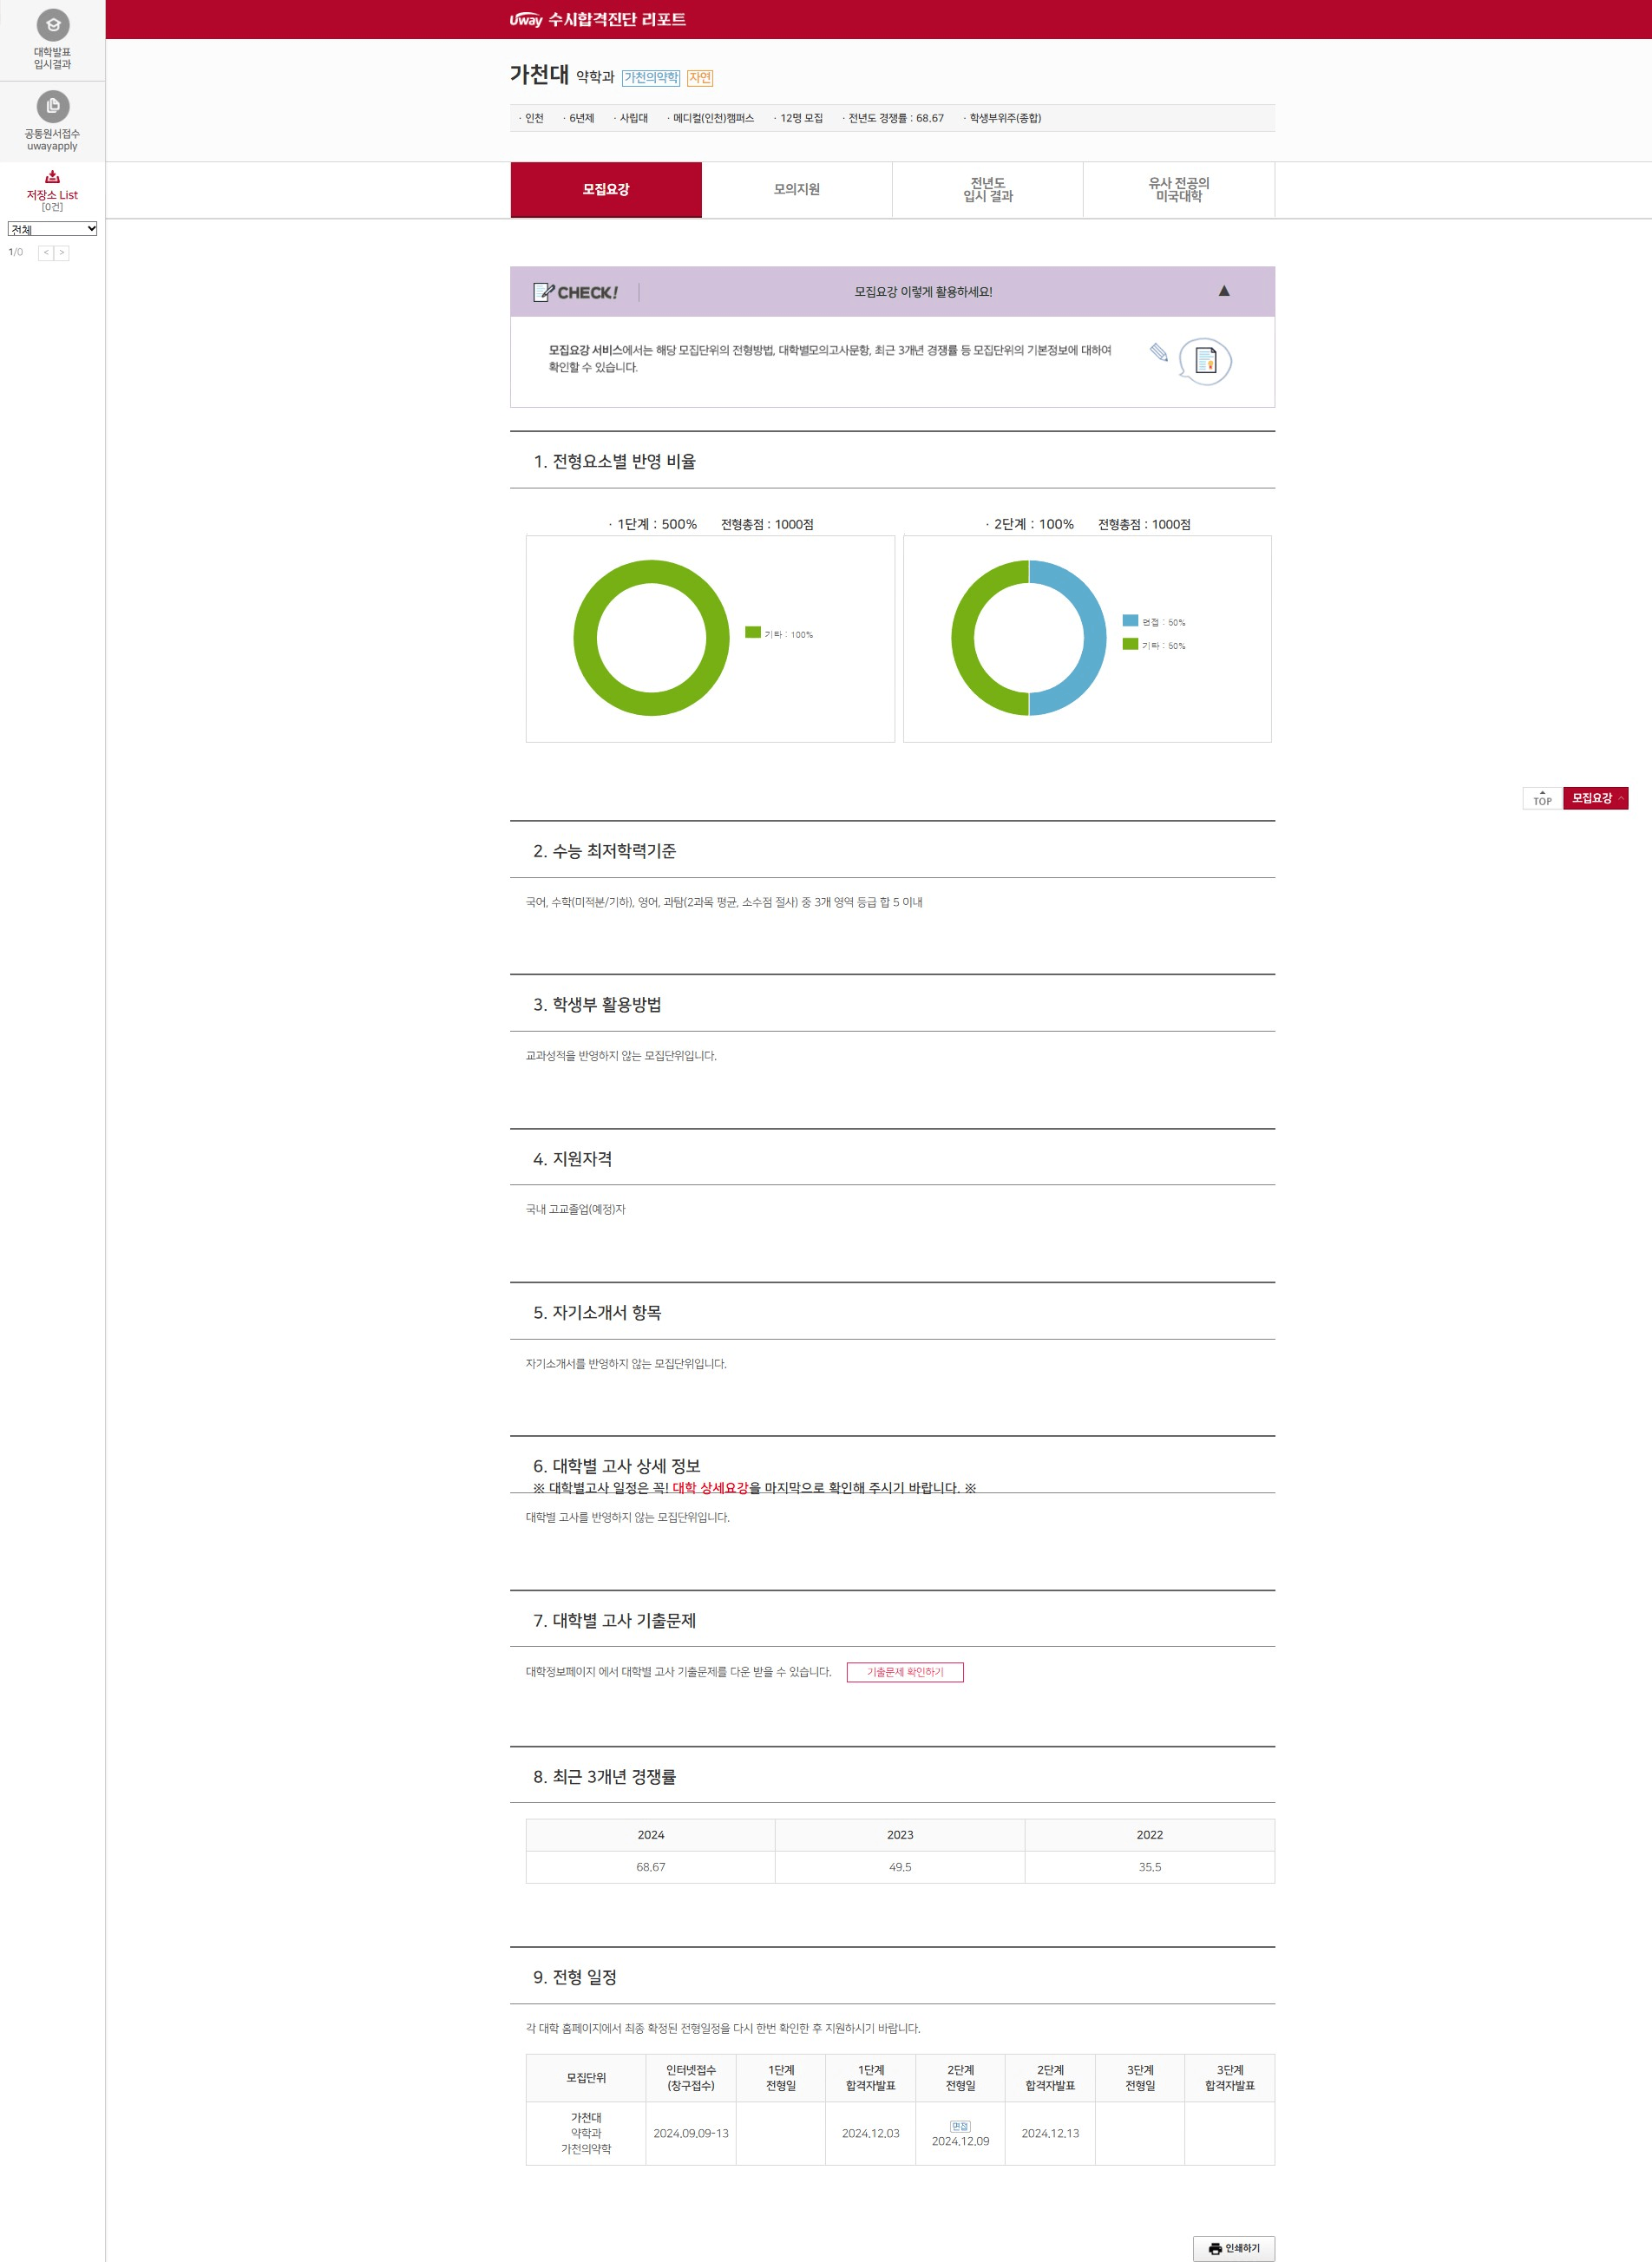 대학발표
입시결과
공통원서접수
uwayapply
저장소 List
[0건]
전체
1/0 < >
Uway 수시합격진단 리포트
가천대 약학과 가천의약학 자연
· 인천 · 6년제 · 사립대 · 메디컬(인천)캠퍼스 · 12명 모집 · 전년도 경쟁률 : 68.67 · 학생부위주(종합)
모집요강
모의지원
전년도
입시 결과
유사 전공의
미국대학
CHECK! 모집요강 이렇게 활용하세요! ▲
모집요강 서비스에서는 해당 모집단위의 전형방법, 대학별모의고사문항, 최근 3개년 경쟁률 등 모집단위의 기본정보에 대하여
확인할 수 있습니다.
1. 전형요소별 반영 비율
· 1단계 : 500% 전형총점 : 1000점
기타 : 100%
· 2단계 : 100% 전형총점 : 1000점
면접 : 50%
기타 : 50%
TOP 모집요강
2. 수능 최저학력기준
국어, 수학(미적분/기하), 영어, 과탐(2과목 평균, 소수점 절사) 중 3개 영역 등급 합 5 이내
3. 학생부 활용방법
교과성적을 반영하지 않는 모집단위입니다.
4. 지원자격
국내 고교졸업(예정)자
5. 자기소개서 항목
자기소개서를 반영하지 않는 모집단위입니다.
6. 대학별 고사 상세 정보
※ 대학별고사 일정은 꼭! 대학 상세요강을 마지막으로 확인해 주시기 바랍니다. ※
대학별 고사를 반영하지 않는 모집단위입니다.
7. 대학별 고사 기출문제
대학정보페이지 에서 대학별 고사 기출문제를 다운 받을 수 있습니다. 기출문제 확인하기
8. 최근 3개년 경쟁률
2024 2023 2022
68.67 49.5 35.5
9. 전형 일정
각 대학 홈페이지에서 최종 확정된 전형일정을 다시 한번 확인한 후 지원하시기 바랍니다.
모집단위
인터넷접수
(창구접수)
1단계
전형일
1단계
합격자발표
2단계
전형일
2단계
합격자발표
3단계
전형일
3단계
합격자발표
가천대
약학과
가천의약학
2024.09.09-13
2024.12.03
면접
2024.12.09
2024.12.13
인쇄하기